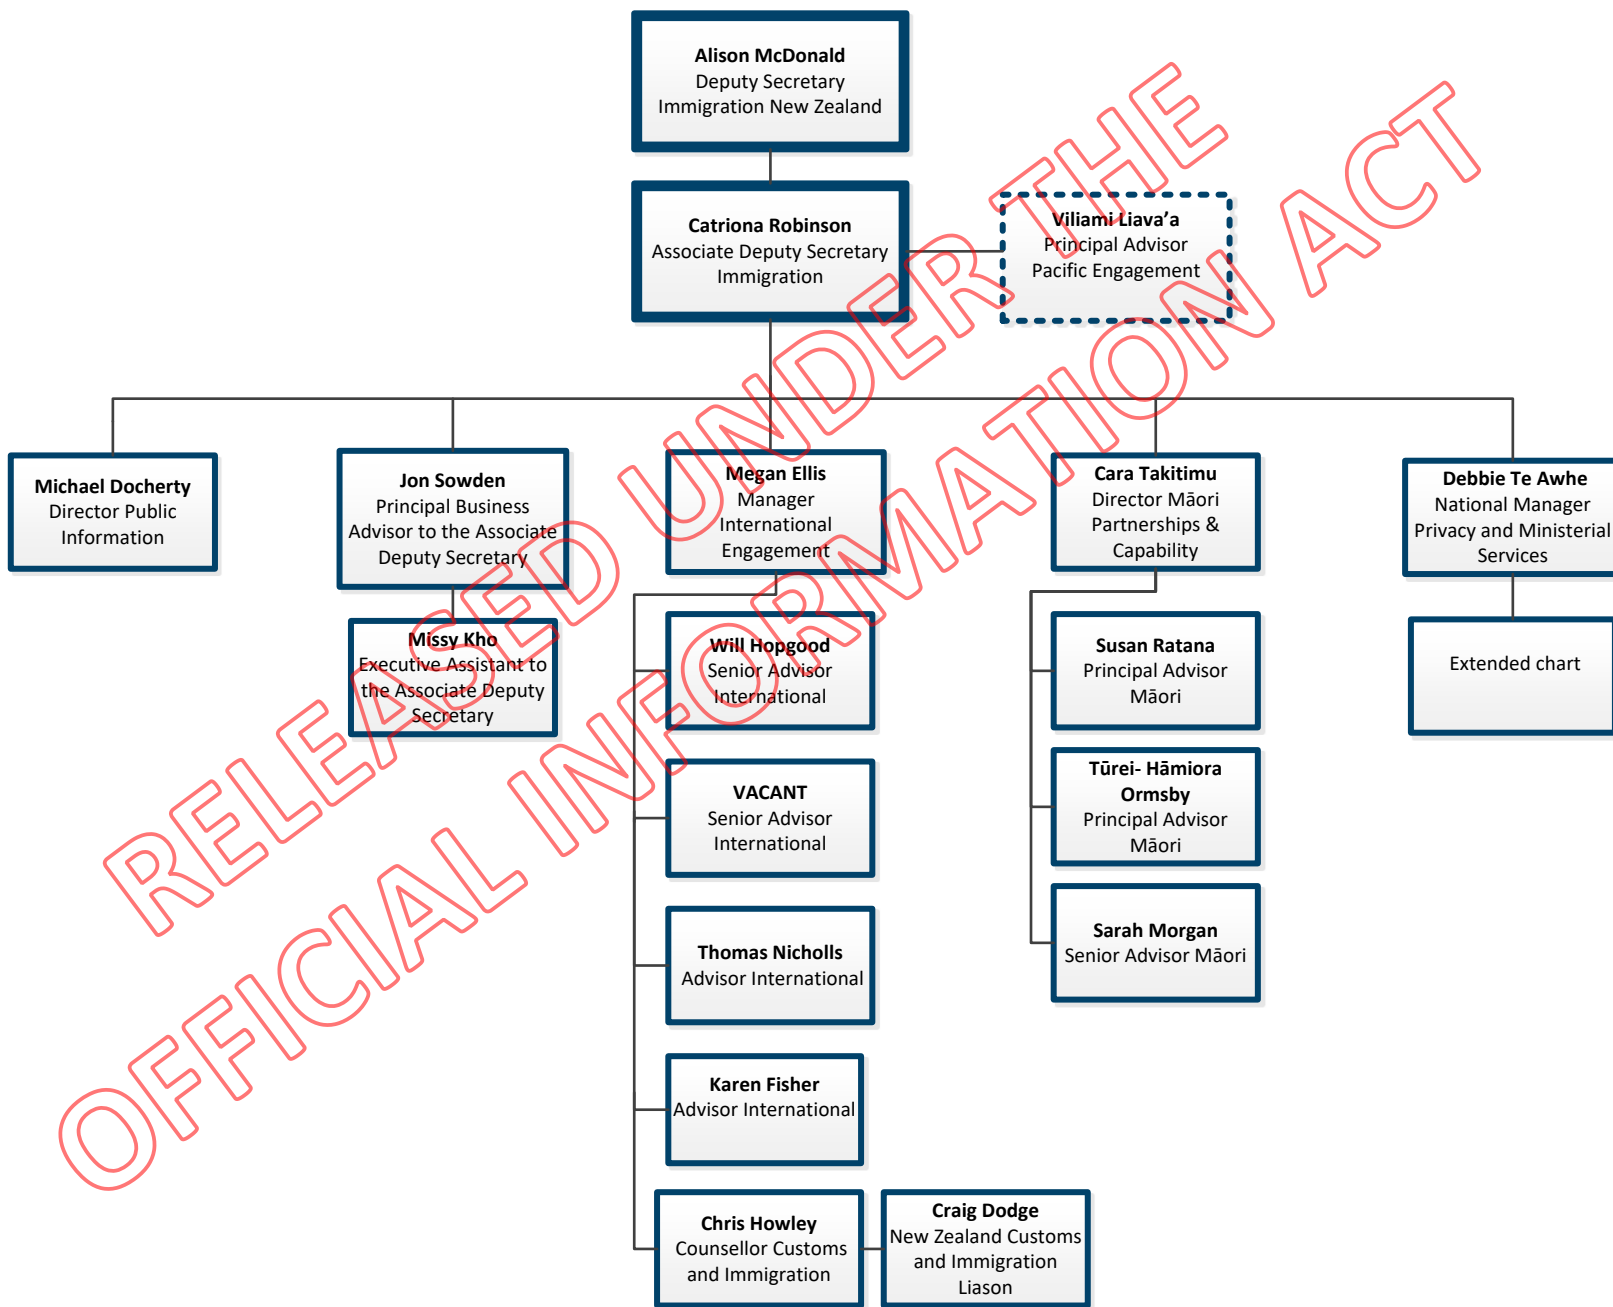 Alison McDonald
Deputy Secretary
Immigration New Zealand
Catriona Robinson
Associate Deputy Secretary
Immigration
Viliami Liava’a
Principal Advisor
Pacific Engagement
Michael Docherty
Director Public
Information
Jon Sowden
Principal Business
Advisor to the Associate
Deputy Secretary
Missy Kho
Executive Assistant to
the Associate Deputy
Secretary
Megan Ellis
Manager
International
Engagement
Will Hopgood
Senior Advisor
International
VACANT
Senior Advisor
International
Thomas Nicholls
Advisor International
Karen Fisher
Advisor International
Chris Howley
Counsellor Customs
and Immigration
Craig Dodge
New Zealand Customs
and Immigration
Liason
Cara Takitimu
Director Māori
Partnerships &
Capability
Susan Ratana
Principal Advisor
Māori
Tūrei- Hāmiora
Ormsby
Principal Advisor
Māori
Sarah Morgan
Senior Advisor Māori
Debbie Te Awhe
National Manager
Privacy and Ministerial
Services
Extended chart
RELEASED UNDER THE
OFFICIAL INFORMATION ACT